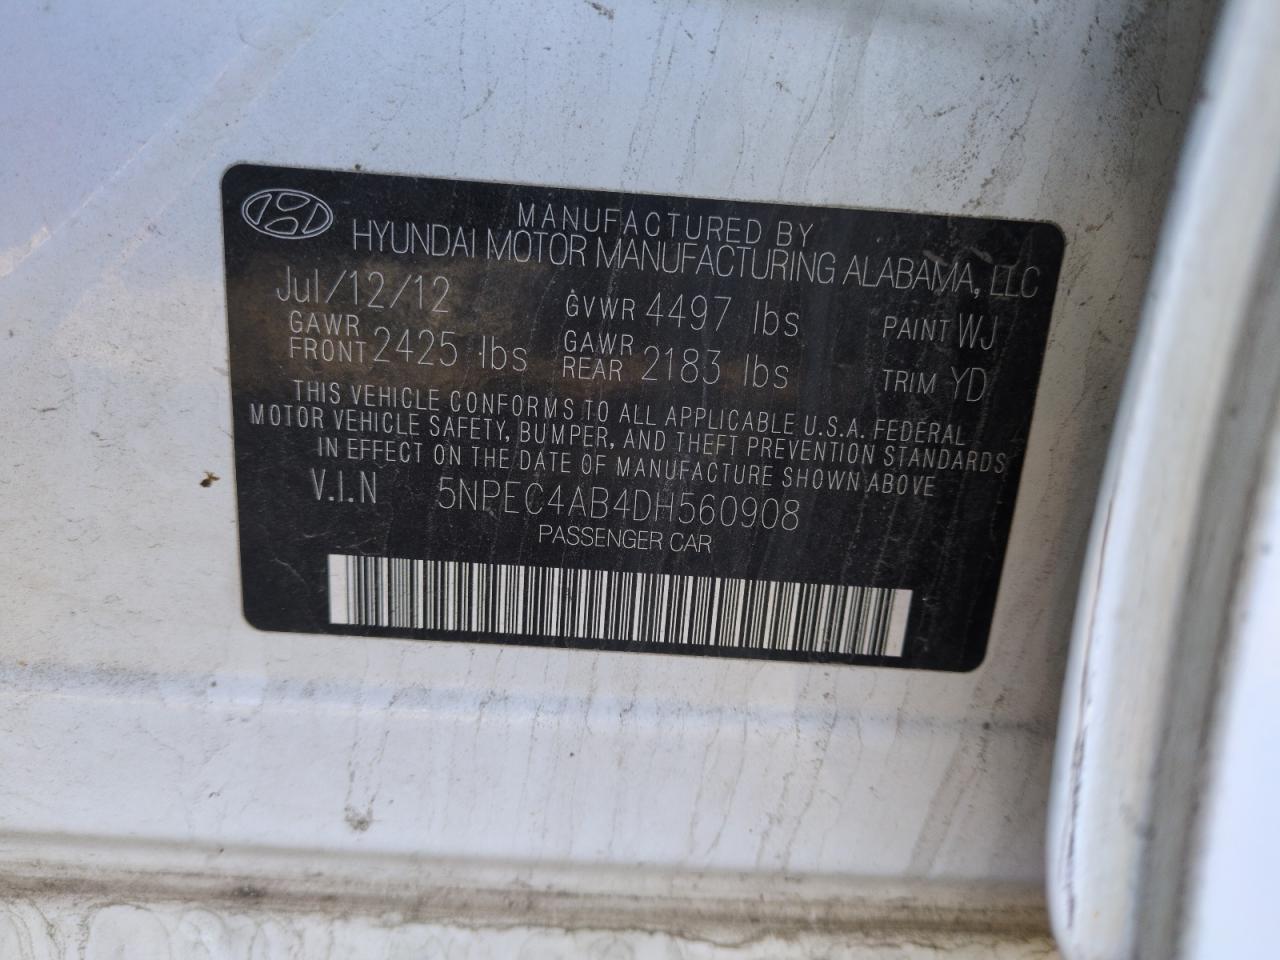 MANUFACTURED BY
HYUNDAI MOTOR MANUFACTURING ALABAMA, LLC
Jul/12/12 GVWR 4497 lbs PAINT WJ
GAWR FRONT 2425 lbs GAWR REAR 2183 lbs TRIM YD
THIS VEHICLE CONFORMS TO ALL APPLICABLE U.S.A. FEDERAL
MOTOR VEHICLE SAFETY, BUMPER, AND THEFT PREVENTION STANDARDS
IN EFFECT ON THE DATE OF MANUFACTURE SHOWN ABOVE
V.I.N 5NPEC4AB4DH560908
PASSENGER CAR